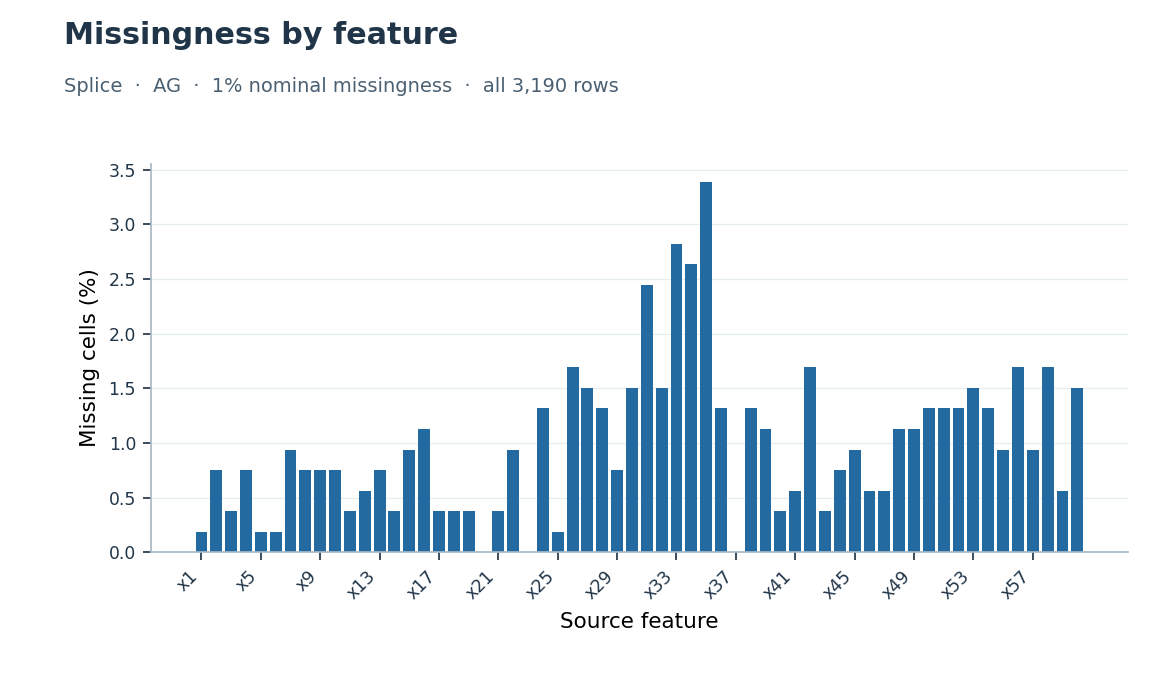 Missingness by feature
Splice · AG · 1% nominal missingness · all 3,190 rows
3.5
3.0
2.5
2.0
1.5
1.0
0.5
0.0
Missing cells (%)
x1 x5 x9 x13 x17 x21 x25 x29 x33 x37 x41 x45 x49 x53 x57
Source feature